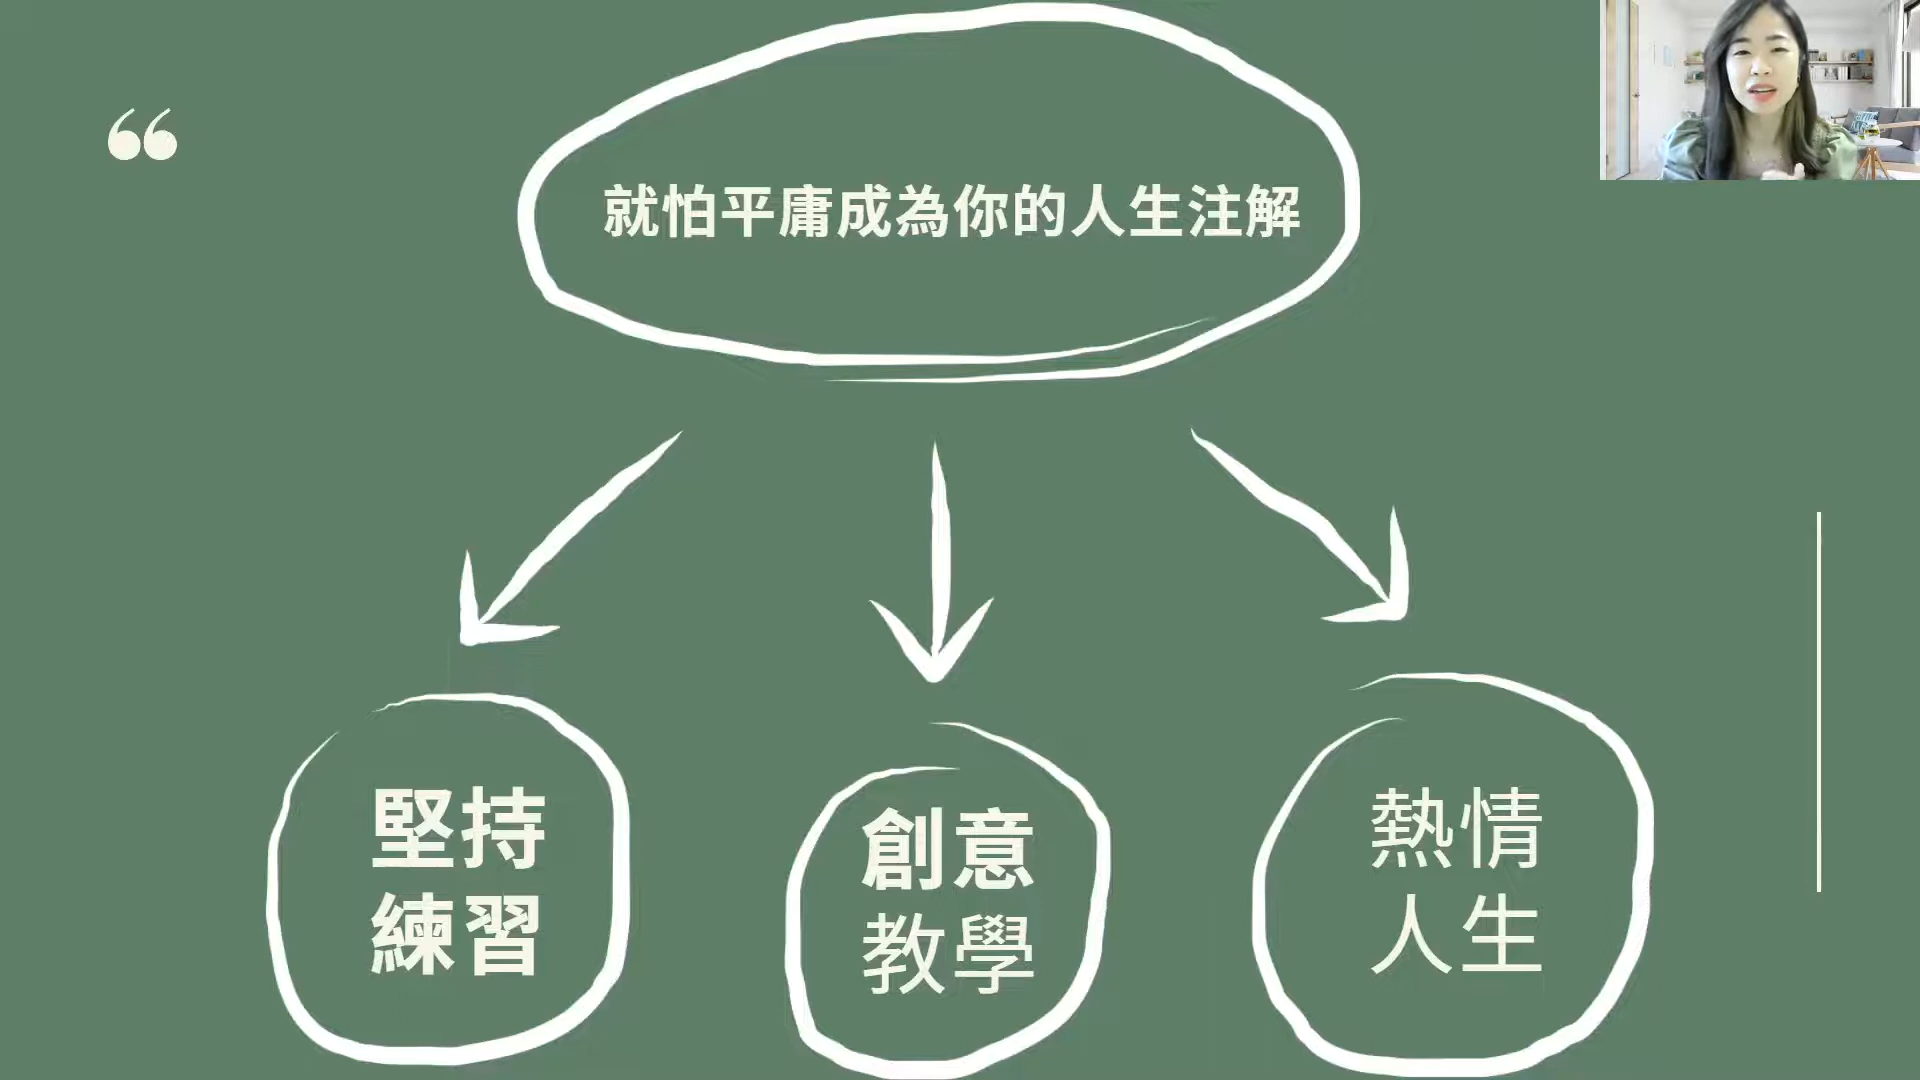 就怕平庸成為你的人生注解
堅持
練習
創意
教學
熱情
人生